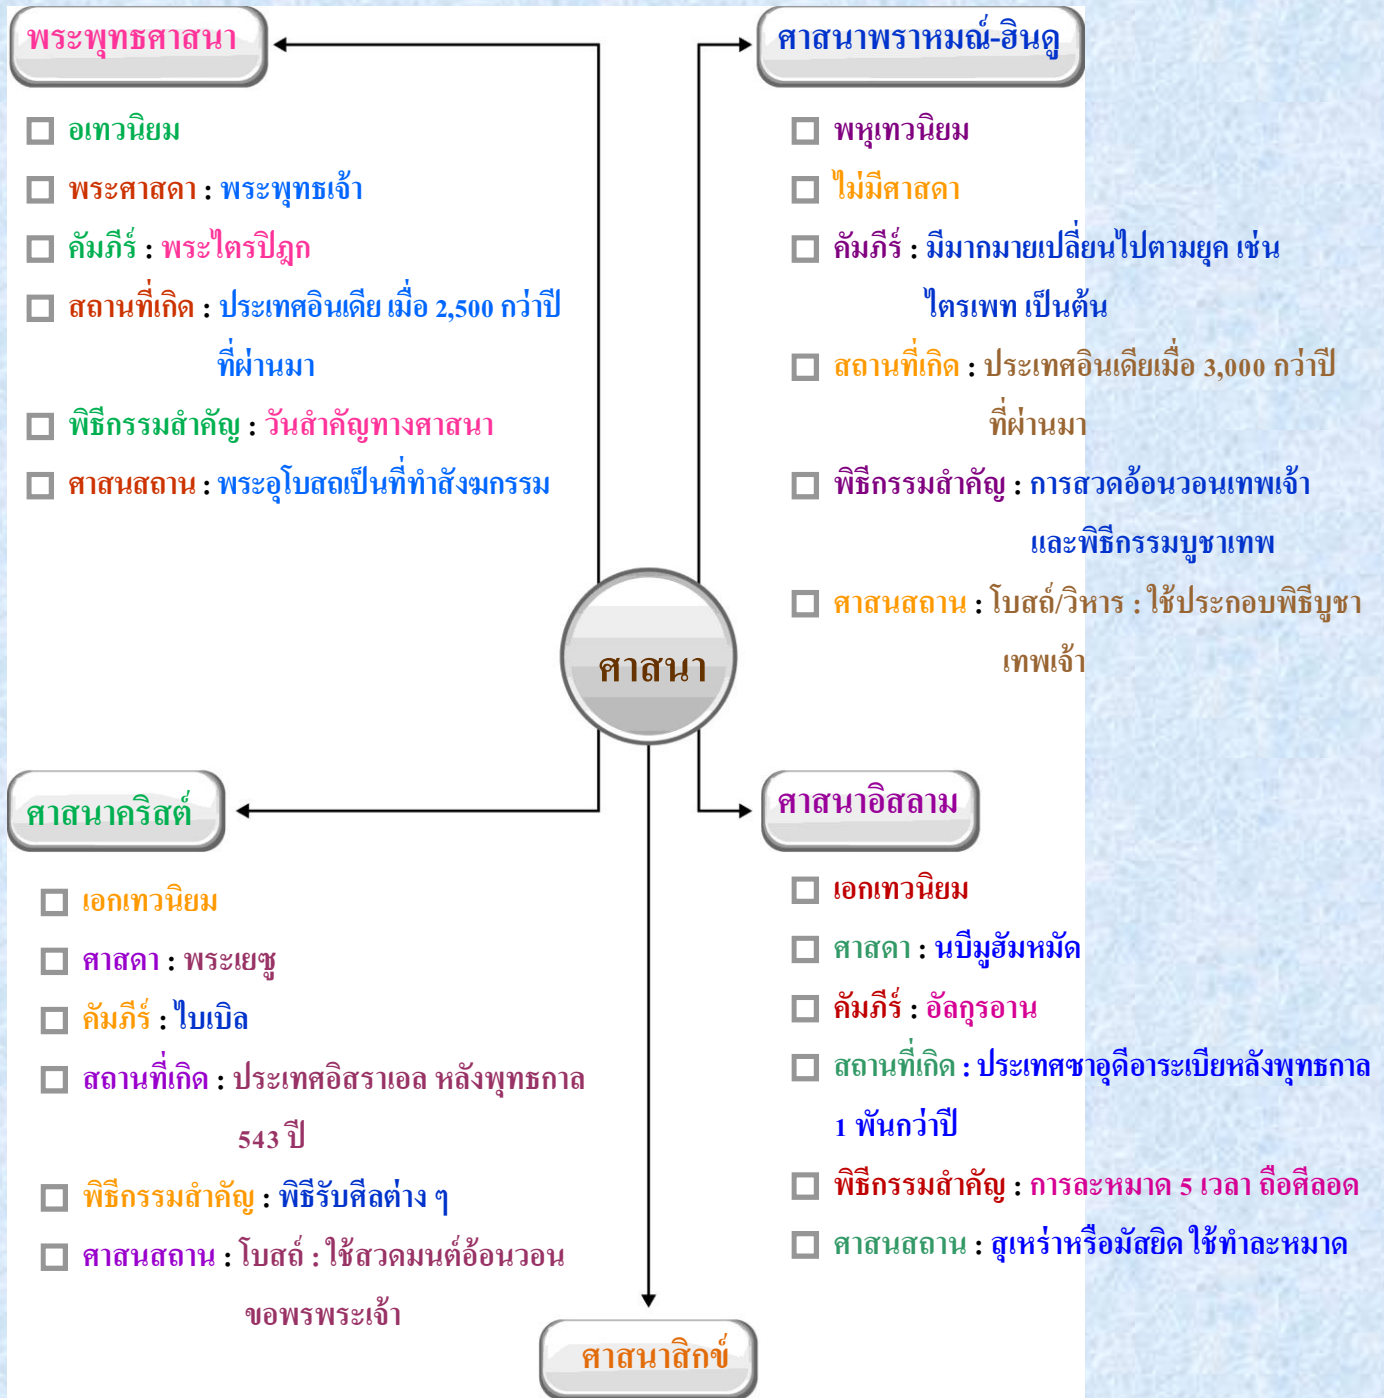 พระพุทธศาสนา
อเทวนิยม
พระศาสดา : พระพุทธเจ้า
คัมภีร์ : พระไตรปิฎก
สถานที่เกิด : ประเทศอินเดีย เมื่อ 2,500 กว่าปี
ที่ผ่านมา
พิธีกรรมสำคัญ : วันสำคัญทางศาสนา
ศาสนสถาน : พระอุโบสถเป็นที่ทำสังฆกรรม
ศาสนาพราหมณ์-ฮินดู
พหุเทวนิยม
ไม่มีศาสดา
คัมภีร์ : มีมากมายเปลี่ยนไปตามยุค เช่น
ไตรเพท เป็นต้น
สถานที่เกิด : ประเทศอินเดียเมื่อ 3,000 กว่าปี
ที่ผ่านมา
พิธีกรรมสำคัญ : การสวดอ้อนวอนเทพเจ้า
และพิธีกรรมบูชาเทพ
ศาสนสถาน : โบสถ์/วิหาร : ใช้ประกอบพิธีบูชา
เทพเจ้า
ศาสนา
ศาสนาคริสต์
เอกเทวนิยม
ศาสดา : พระเยซู
คัมภีร์ : ไบเบิล
สถานที่เกิด : ประเทศอิสราเอล หลังพุทธกาล
543 ปี
พิธีกรรมสำคัญ : พิธีรับศีลต่าง ๆ
ศาสนสถาน : โบสถ์ : ใช้สวดมนต์อ้อนวอน
ขอพรพระเจ้า
ศาสนาอิสลาม
เอกเทวนิยม
ศาสดา : นบีมูฮัมหมัด
คัมภีร์ : อัลกุรอาน
สถานที่เกิด : ประเทศซาอุดีอาระเบียหลังพุทธกาล
1 พันกว่าปี
พิธีกรรมสำคัญ : การละหมาด 5 เวลา ถือศีลอด
ศาสนสถาน : สุเหร่าหรือมัสยิด ใช้ทำละหมาด
ศาสนาสิกข์